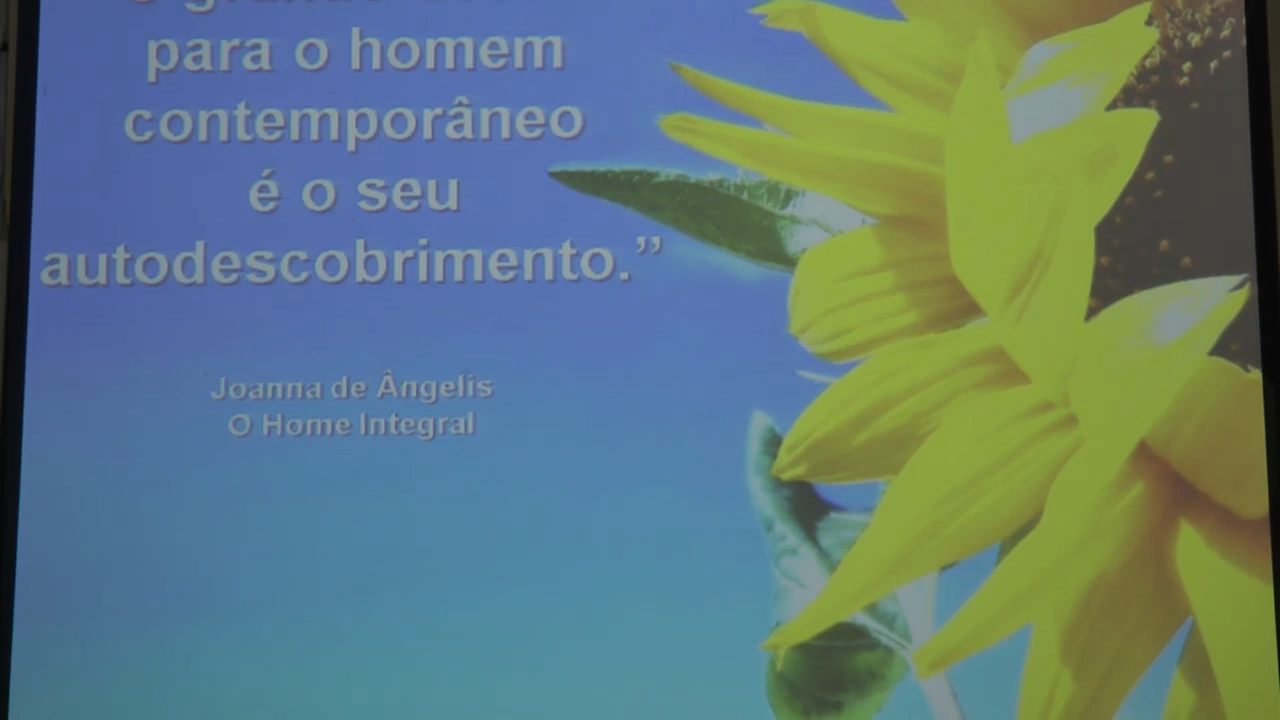 para o homem
contemporâneo
é o seu
autodescobrimento.”
Joanna de Ângelis
O Home Integral